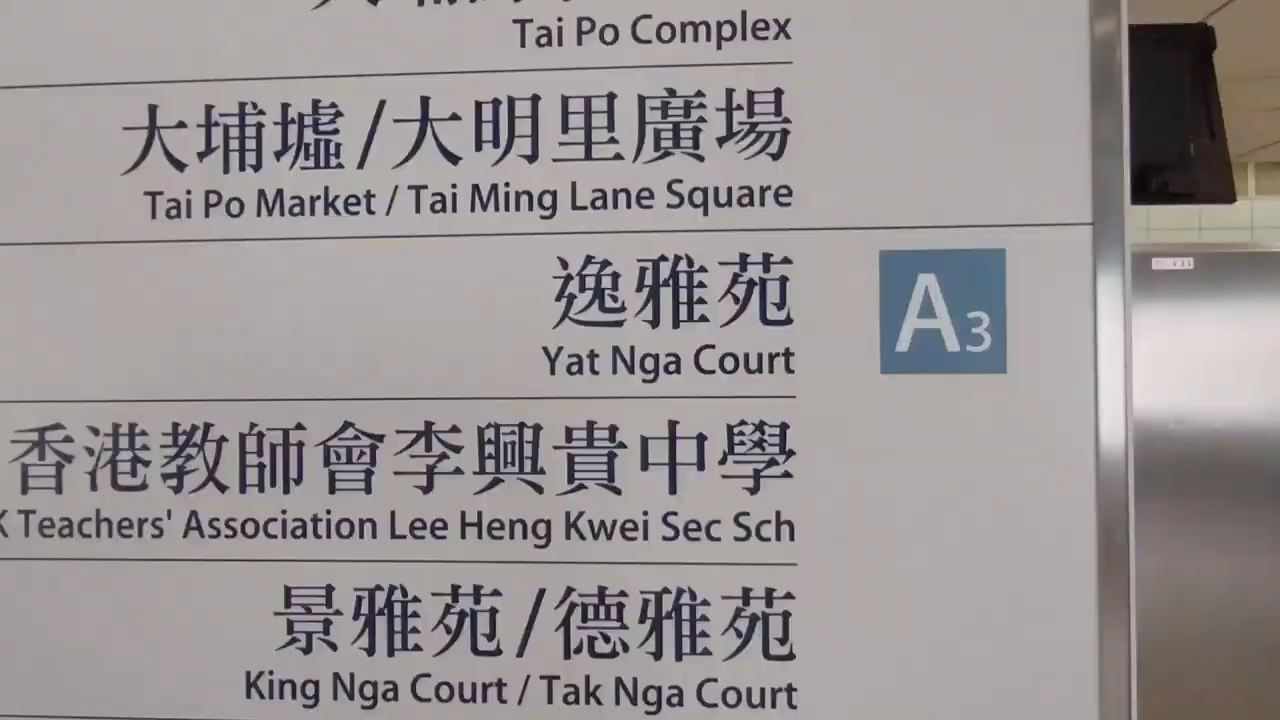 Tai Po Complex
大埔墟/大明里廣場
Tai Po Market / Tai Ming Lane Square
逸雅苑
Yat Nga Court
A3
香港教師會李興貴中學
Teachers' Association Lee Heng Kwei Sec Sch
景雅苑/德雅苑
King Nga Court / Tak Nga Court